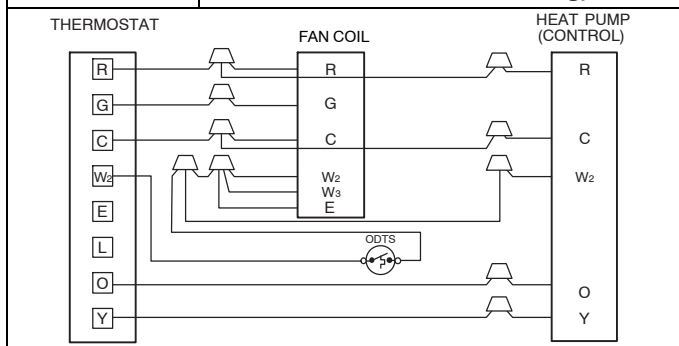 THERMOSTAT
FAN COIL
HEAT PUMP
(CONTROL)
R
R
R
G
G
C
C
C
W2
W2
W3
E
W2
E
L
ODTS
O
O
Y
Y